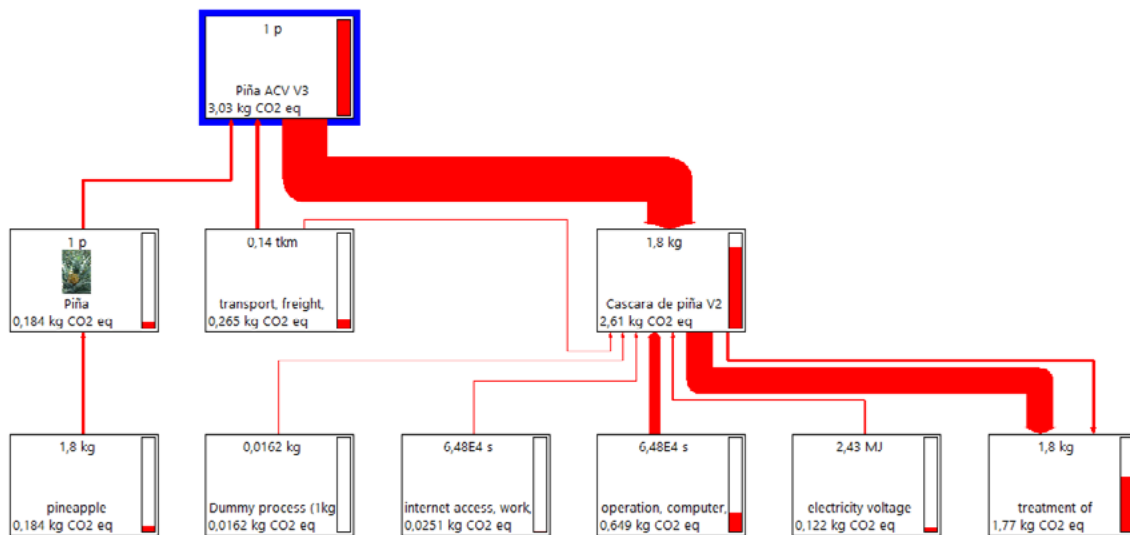 1 p
Piña ACV V3
3,03 kg CO2 eq
1 p
Piña
0,184 kg CO2 eq
0,14 tkm
transport, freight,
0,265 kg CO2 eq
1,8 kg
Cascara de piña V2
2,61 kg CO2 eq
1,8 kg
pineapple
0,184 kg CO2 eq
0,0162 kg
Dummy process (1kg
0,0162 kg CO2 eq
6,48E4 s
internet access, work,
0,0251 kg CO2 eq
6,48E4 s
operation, computer,
0,649 kg CO2 eq
2,43 MJ
electricity voltage
0,122 kg CO2 eq
1,8 kg
treatment of
1,77 kg CO2 eq